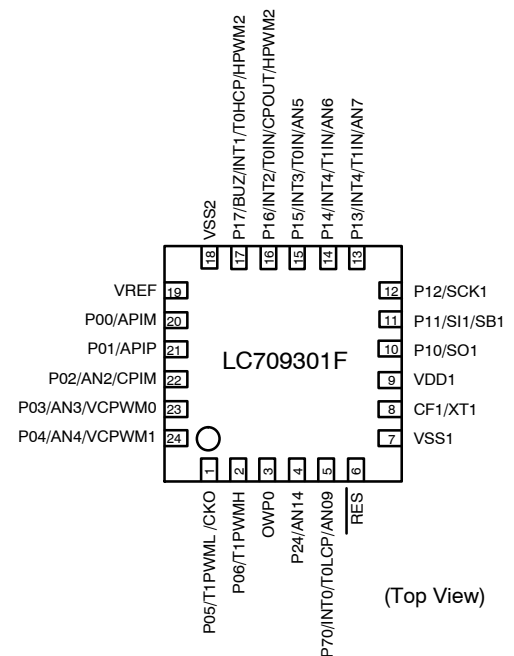 P17/BUZ/INT1/T0HCP/HPWM2
P16/INT2/T0IN/CPOUT/HPWM2
P15/INT3/T0IN/AN5
P14/INT4/T1IN/AN6
P13/INT4/T1IN/AN7
VSS2
18
17
16
15
14
13
VREF
19
P00/APIM
20
P01/APIP
21
P02/AN2/CPIM
22
P03/AN3/VCPWM0
23
P04/AN4/VCPWM1
24
LC709301F
12
P12/SCK1
11
P11/SI1/SB1
10
P10/SO1
9
VDD1
8
CF1/XT1
7
VSS1
1
2
3
4
5
6
P05/T1PWML /CKO
P06/T1PWMH
OWP0
P24/AN14
P70/INT0/T0LCP/AN09
RES
(Top View)